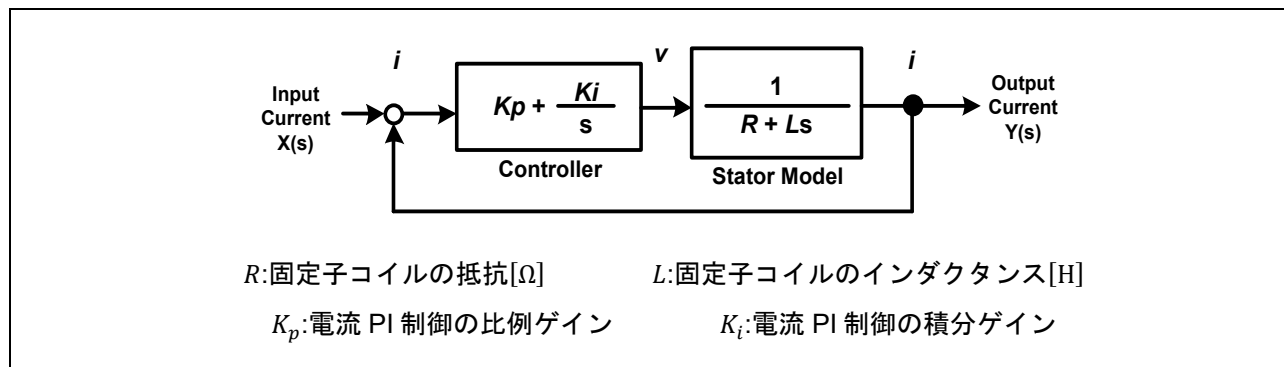 i
v
i
Input
Current
X(s)
Kp + Ki/s
1/(R + Ls)
Output
Current
Y(s)
Controller
Stator Model
R:固定子コイルの抵抗[Ω] L:固定子コイルのインダクタンス[H]
K_p:電流 PI 制御の比例ゲイン K_i:電流 PI 制御の積分ゲイン